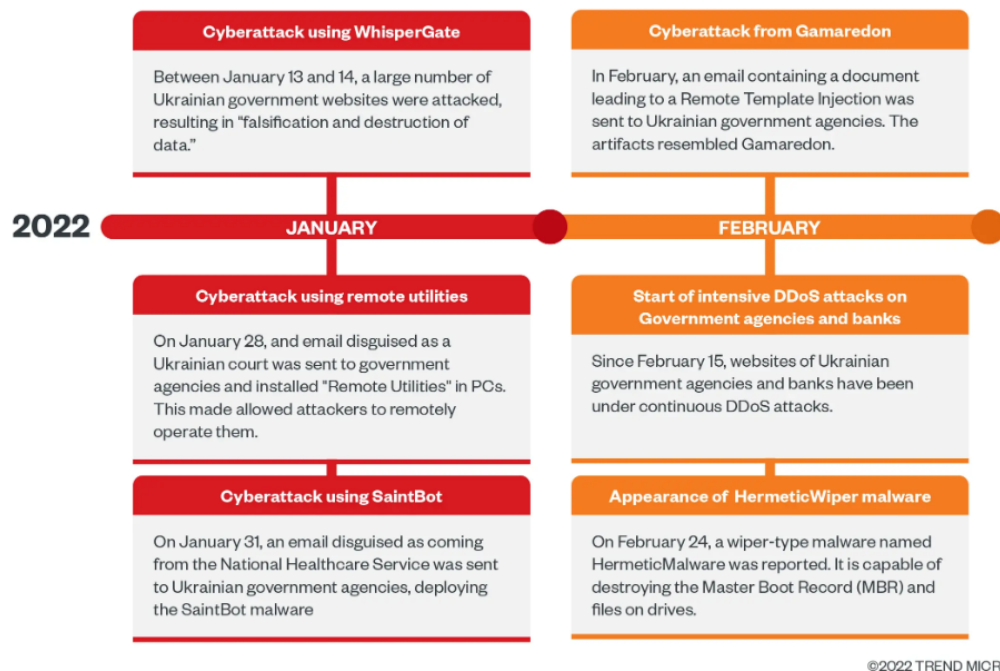 Cyberattack using WhisperGate
Between January 13 and 14, a large number of
Ukrainian government websites were attacked,
resulting in “falsification and destruction of
data.”
Cyberattack from Gamaredon
In February, an email containing a document
leading to a Remote Template Injection was
sent to Ukrainian government agencies. The
artifacts resembled Gamaredon.
2022
JANUARY
FEBRUARY
Cyberattack using remote utilities
On January 28, and email disguised as a
Ukrainian court was sent to government
agencies and installed "Remote Utilities" in PCs.
This made allowed attackers to remotely
operate them.
Start of intensive DDoS attacks on
Government agencies and banks
Since February 15, websites of Ukrainian
government agencies and banks have been
under continuous DDoS attacks.
Cyberattack using SaintBot
On January 31, an email disguised as coming
from the National Healthcare Service was sent
to Ukrainian government agencies, deploying
the SaintBot malware
Appearance of HermeticWiper malware
On February 24, a wiper-type malware named
HermeticMalware was reported. It is capable of
destroying the Master Boot Record (MBR) and
files on drives.
©2022 TREND MICR